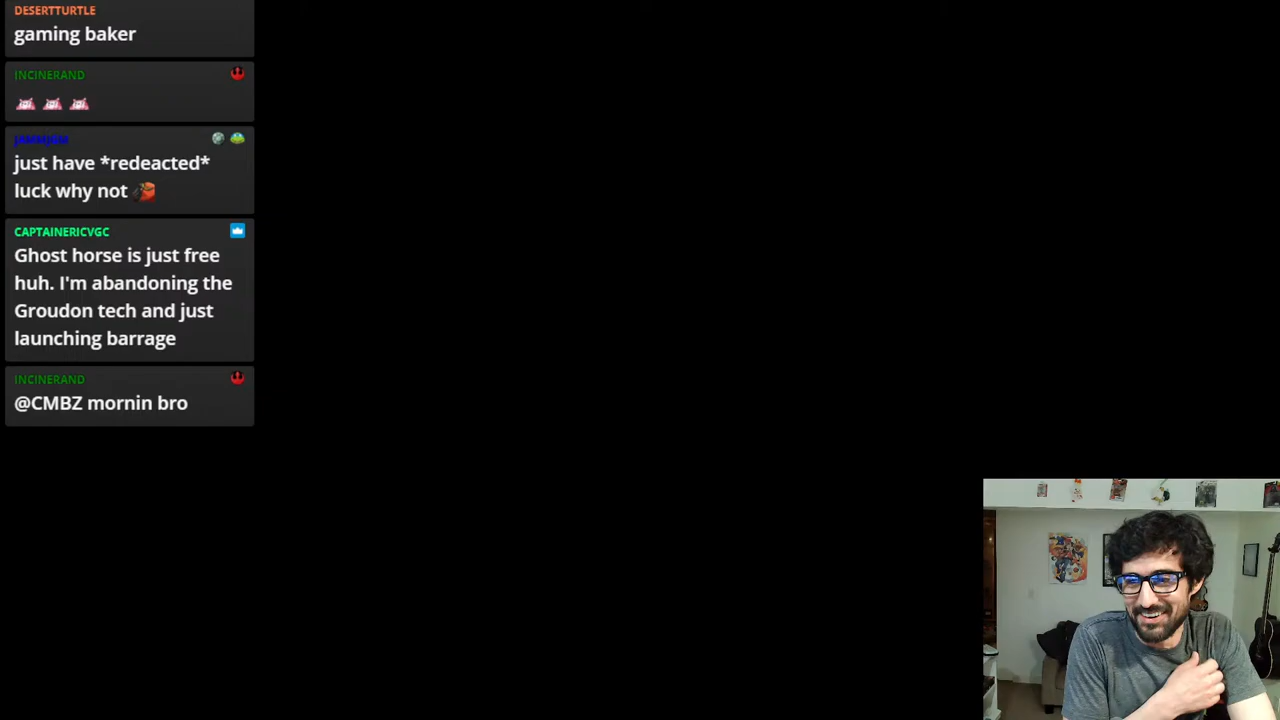 DESERTTURTLE
gaming baker
INCINERAND
just have *redeacted*
luck why not
CAPTAINERICVGC
Ghost horse is just free
huh. I'm abandoning the
Groudon tech and just
launching barrage
INCINERAND
@CMBZ mornin bro